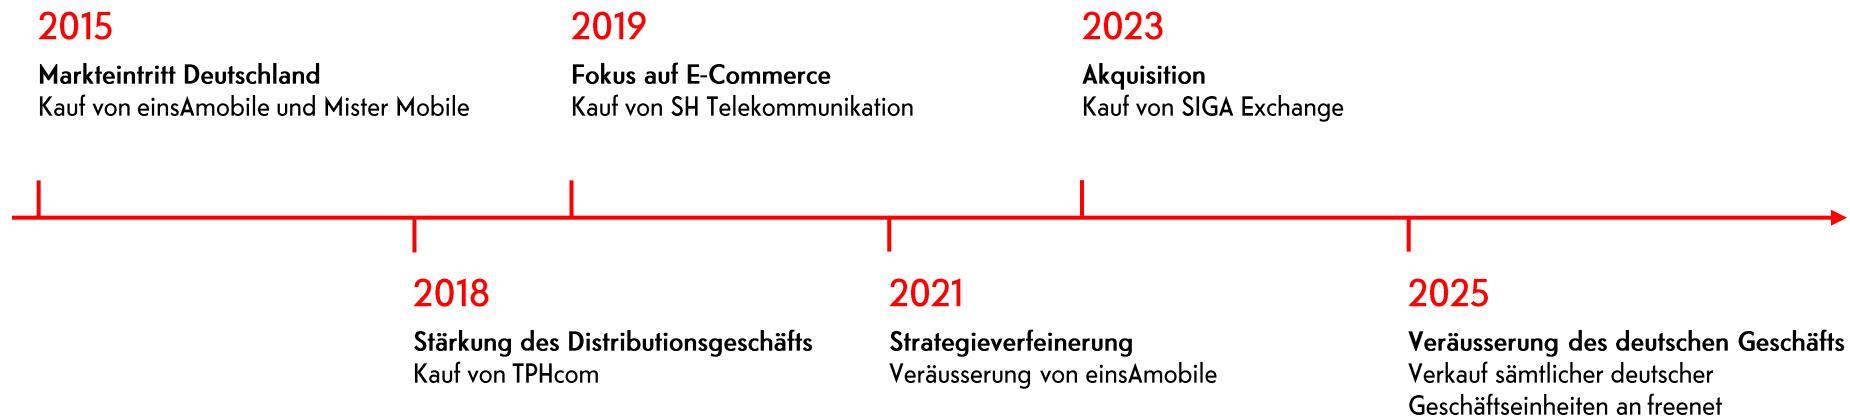 2015
Markteintritt Deutschland
Kauf von einsAmobile und Mister Mobile
2018
Stärkung des Distributionsgeschäfts
Kauf von TPHcom
2019
Fokus auf E-Commerce
Kauf von SH Telekommunikation
2021
Strategieverfeinerung
Veräusserung von einsAmobile
2023
Akquisition
Kauf von SIGA Exchange
2025
Veräusserung des deutschen Geschäfts
Verkauf sämtlicher deutscher
Geschäftseinheiten an freenet